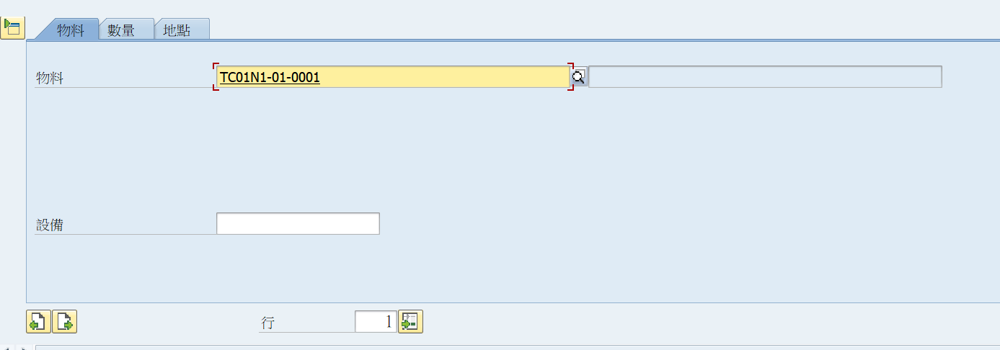 物料 數量 地點
物料 TC01N1-01-0001
設備
行 1